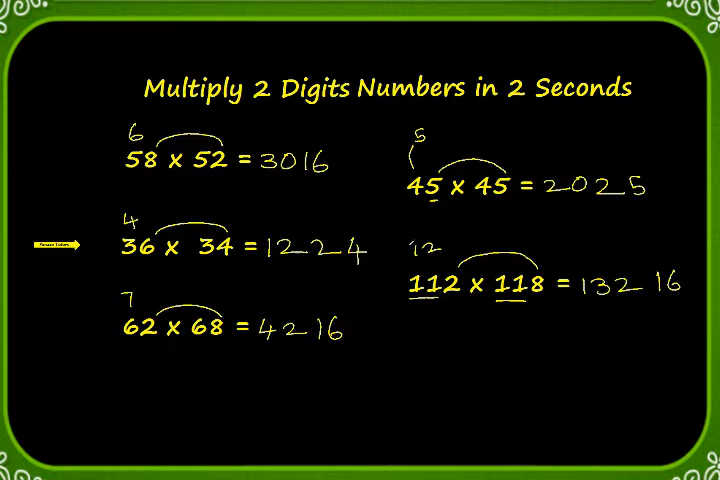 Multiply 2 Digits Numbers in 2 Seconds
6
58 x 52 = 3016
4
36 x 34 = 1224
7
62 x 68 = 4216
5
45 x 45 = 2025
12
112 x 118 = 13216